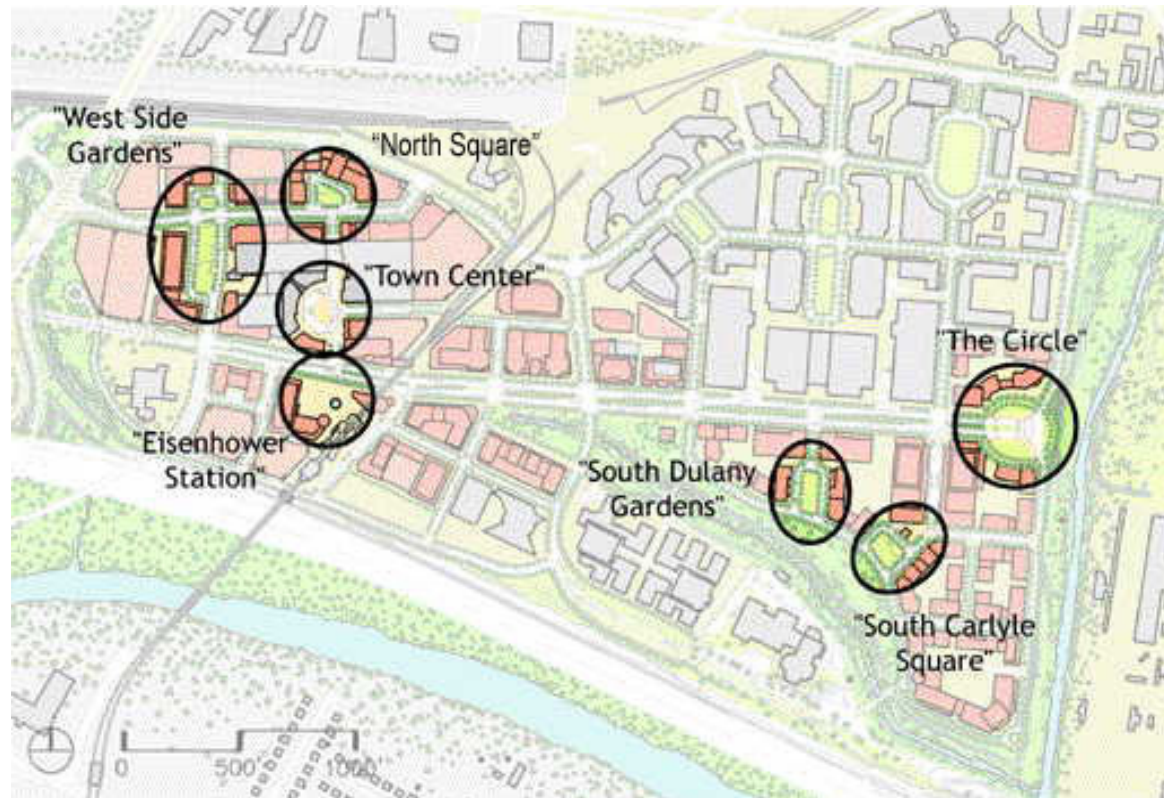 "West Side
Gardens"
"North Square"
"Town Center"
"The Circle"
"Eisenhower
Station"
"South Dulany
Gardens"
"South Carlyle
Square"
0 500' 1000'